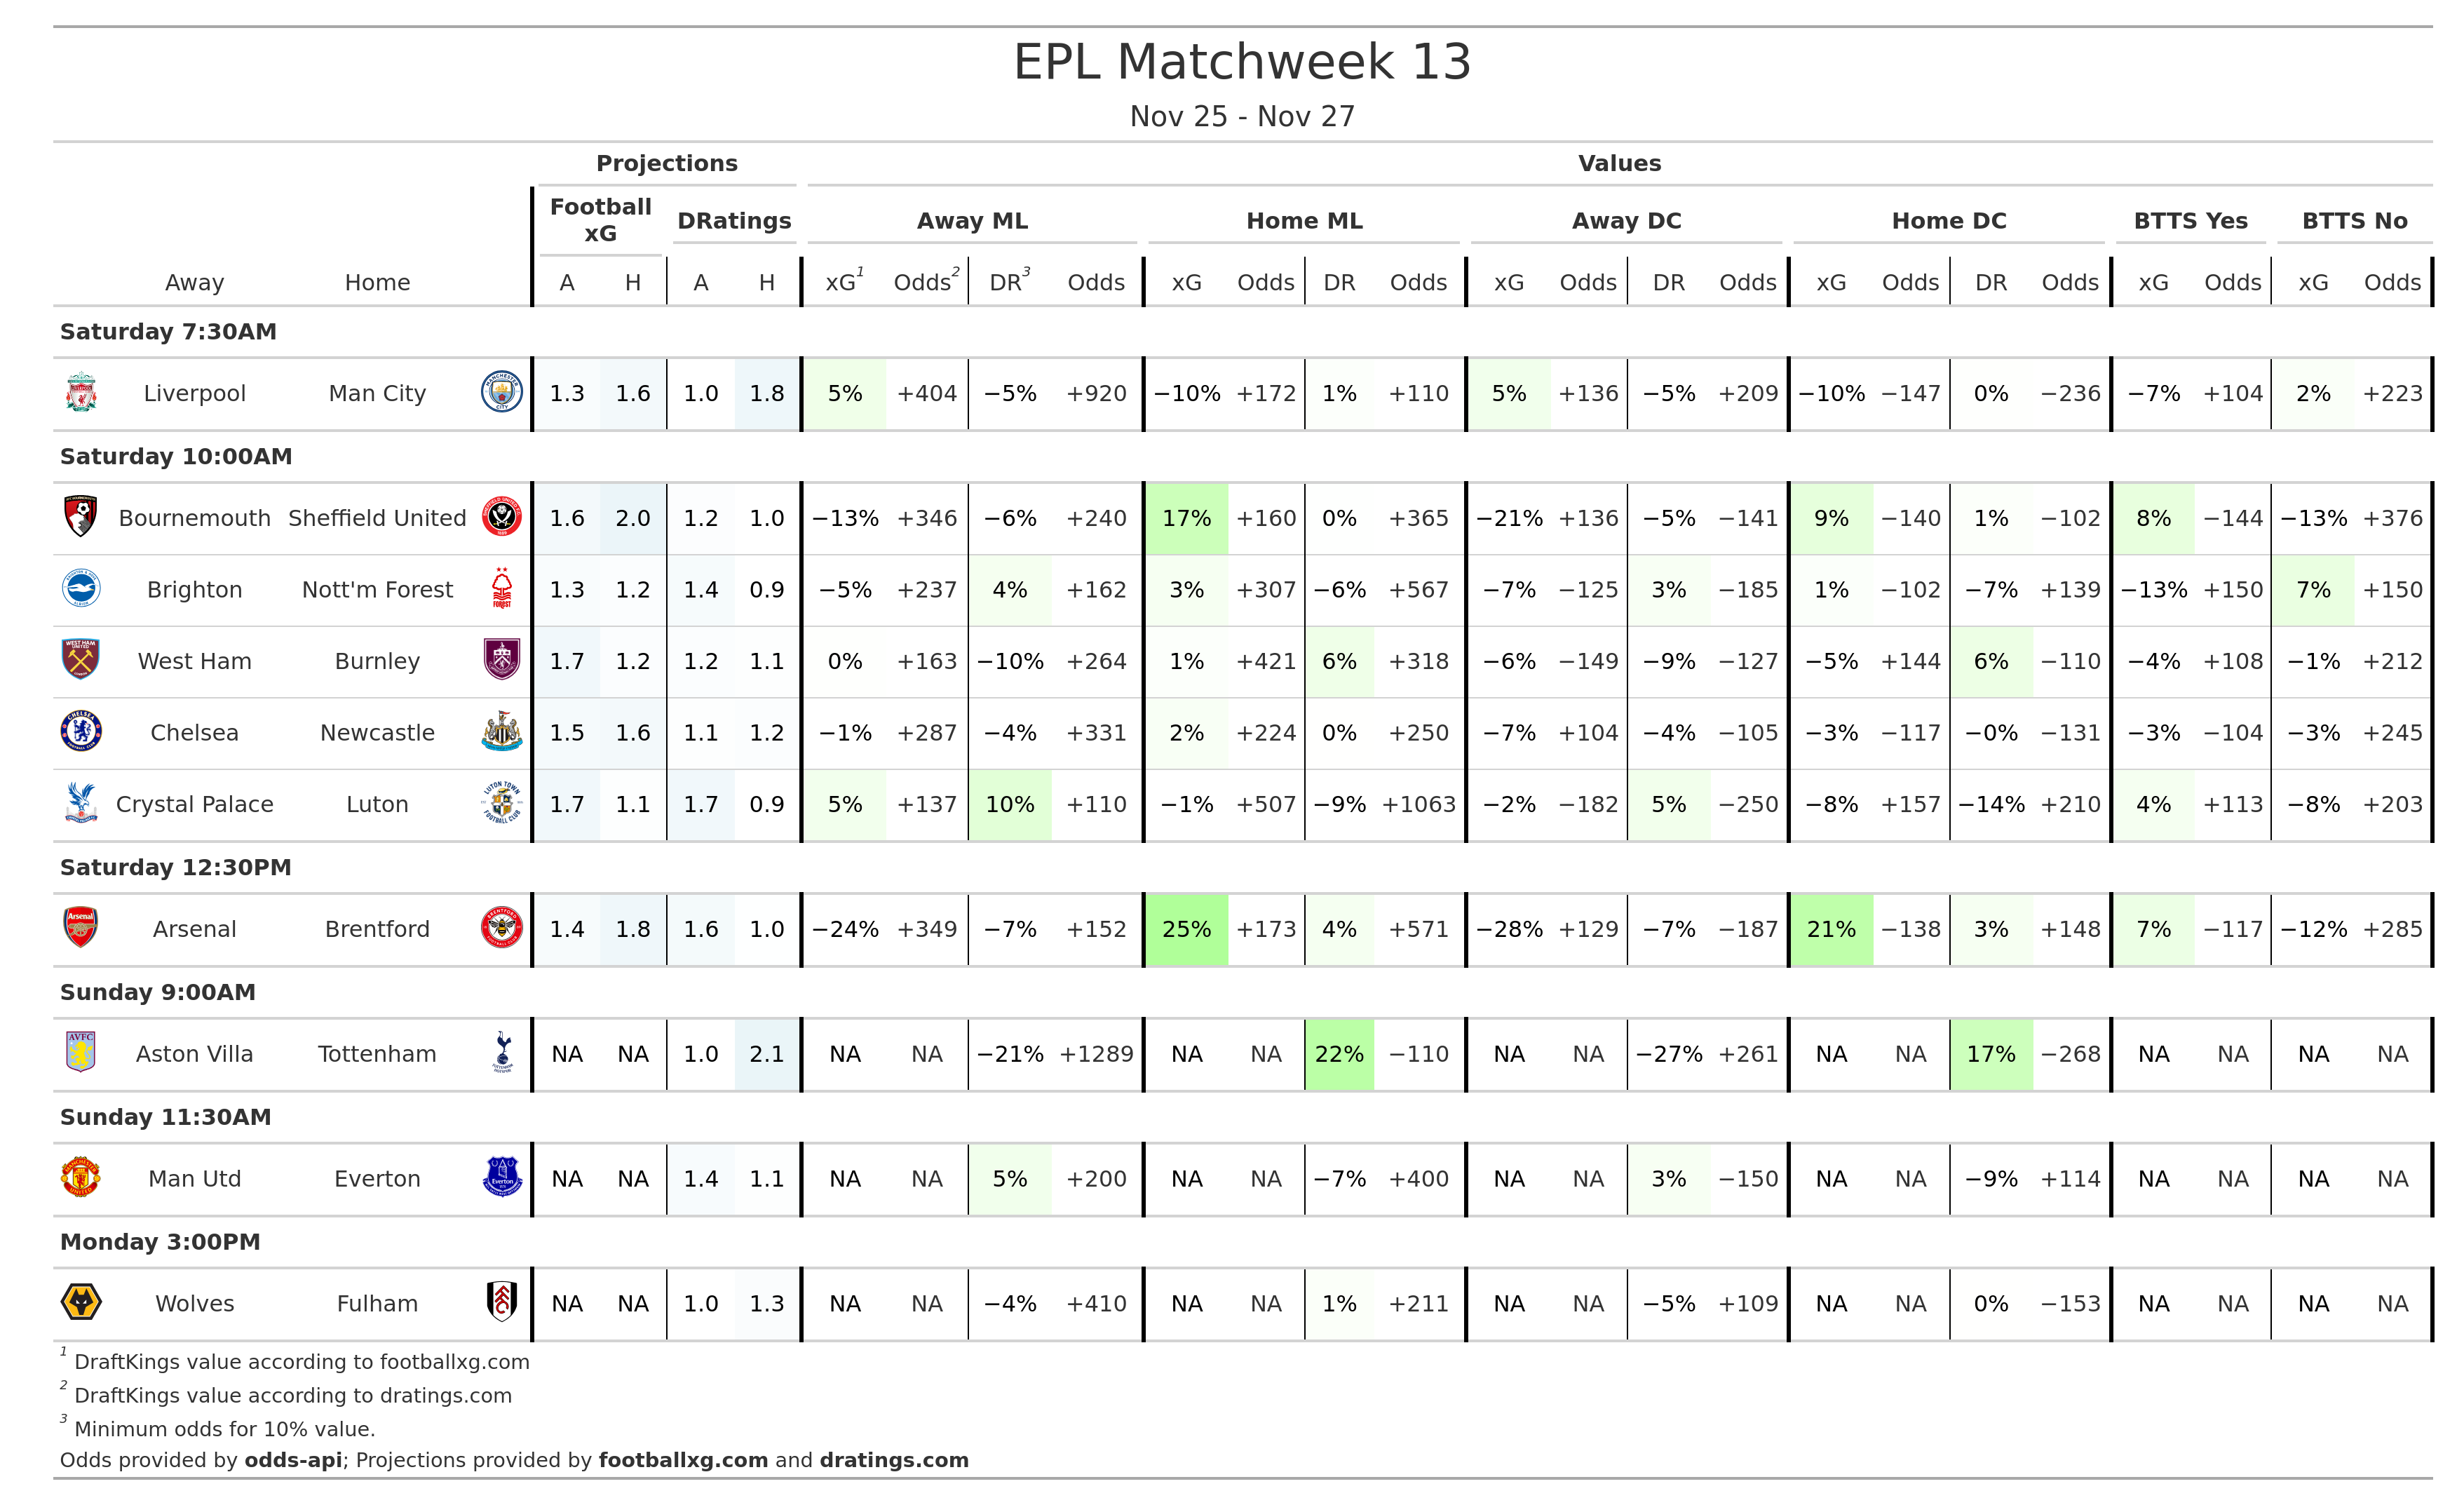 EPL Matchweek 13
Nov 25 - Nov 27
Projections Values
Football xG DRatings Away ML Home ML Away DC Home DC BTTS Yes BTTS No
Away Home A H A H xG1 Odds2 DR3 Odds xG Odds DR Odds xG Odds DR Odds xG Odds DR Odds xG Odds xG Odds
Saturday 7:30AM
Liverpool Man City 1.3 1.6 1.0 1.8 5% +404 −5% +920 −10% +172 1% +110 5% +136 −5% +209 −10% −147 0% −236 −7% +104 2% +223
Saturday 10:00AM
Bournemouth Sheffield United 1.6 2.0 1.2 1.0 −13% +346 −6% +240 17% +160 0% +365 −21% +136 −5% −141 9% −140 1% −102 8% −144 −13% +376
Brighton Nott'm Forest 1.3 1.2 1.4 0.9 −5% +237 4% +162 3% +307 −6% +567 −7% −125 3% −185 1% −102 −7% +139 −13% +150 7% +150
West Ham Burnley 1.7 1.2 1.2 1.1 0% +163 −10% +264 1% +421 6% +318 −6% −149 −9% −127 −5% +144 6% −110 −4% +108 −1% +212
Chelsea Newcastle 1.5 1.6 1.1 1.2 −1% +287 −4% +331 2% +224 0% +250 −7% +104 −4% −105 −3% −117 −0% −131 −3% −104 −3% +245
Crystal Palace Luton 1.7 1.1 1.7 0.9 5% +137 10% +110 −1% +507 −9% +1063 −2% −182 5% −250 −8% +157 −14% +210 4% +113 −8% +203
Saturday 12:30PM
Arsenal Brentford 1.4 1.8 1.6 1.0 −24% +349 −7% +152 25% +173 4% +571 −28% +129 −7% −187 21% −138 3% +148 7% −117 −12% +285
Sunday 9:00AM
Aston Villa Tottenham NA NA 1.0 2.1 NA NA −21% +1289 NA NA 22% −110 NA NA −27% +261 NA NA 17% −268 NA NA NA NA
Sunday 11:30AM
Man Utd Everton NA NA 1.4 1.1 NA NA 5% +200 NA NA −7% +400 NA NA 3% −150 NA NA −9% +114 NA NA NA NA
Monday 3:00PM
Wolves Fulham NA NA 1.0 1.3 NA NA −4% +410 NA NA 1% +211 NA NA −5% +109 NA NA 0% −153 NA NA NA NA
1 DraftKings value according to footballxg.com
2 DraftKings value according to dratings.com
3 Minimum odds for 10% value.
Odds provided by odds-api; Projections provided by footballxg.com and dratings.com